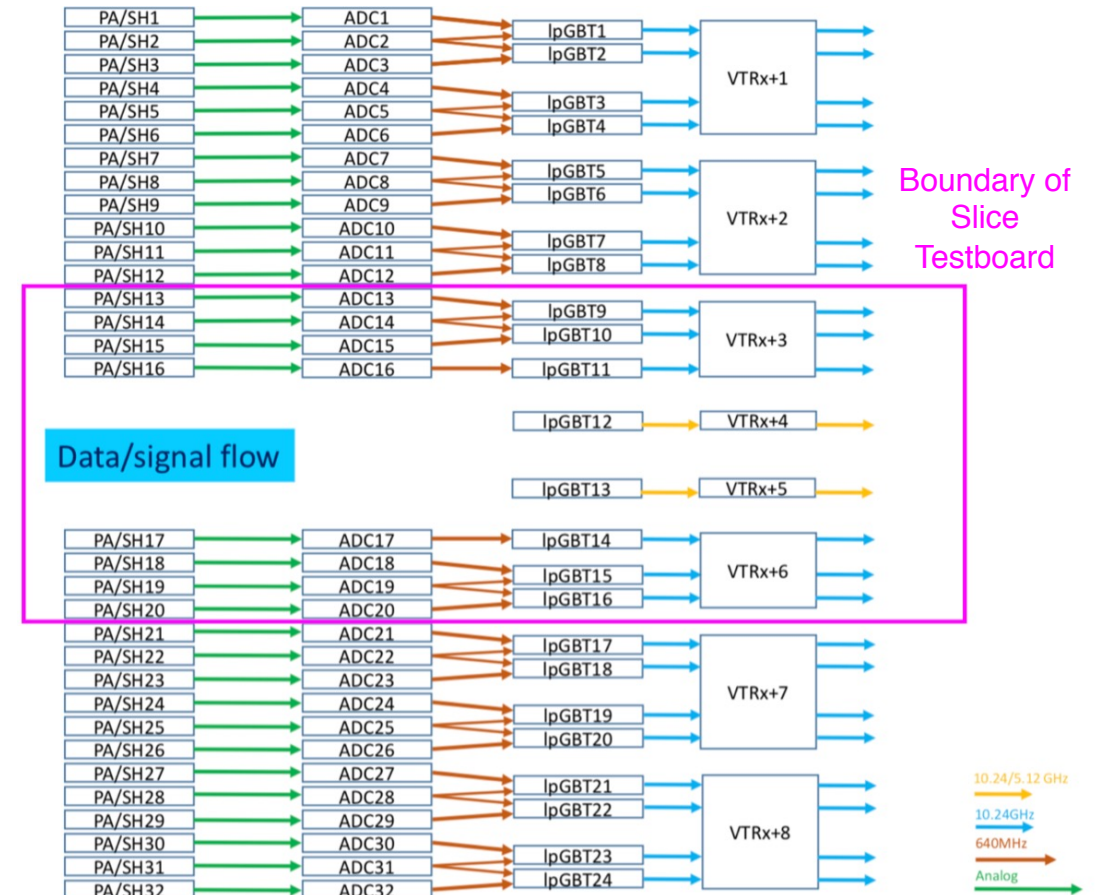 PA/SH1 ADC1
lpGBT1
PA/SH2 ADC2
lpGBT2
PA/SH3 ADC3
VTRx+1
PA/SH4 ADC4
lpGBT3
PA/SH5 ADC5
lpGBT4
PA/SH6 ADC6
PA/SH7 ADC7
lpGBT5
PA/SH8 ADC8
lpGBT6
PA/SH9 ADC9
VTRx+2
PA/SH10 ADC10
lpGBT7
PA/SH11 ADC11
lpGBT8
PA/SH12 ADC12
Boundary of
Slice
Testboard
PA/SH13 ADC13
lpGBT9
PA/SH14 ADC14
lpGBT10
VTRx+3
PA/SH15 ADC15
PA/SH16 ADC16 lpGBT11
lpGBT12 VTRx+4
Data/signal flow
lpGBT13 VTRx+5
PA/SH17 ADC17 lpGBT14
PA/SH18 ADC18
lpGBT15 VTRx+6
PA/SH19 ADC19
lpGBT16
PA/SH20 ADC20
PA/SH21 ADC21
lpGBT17
PA/SH22 ADC22
lpGBT18
PA/SH23 ADC23
VTRx+7
PA/SH24 ADC24
lpGBT19
PA/SH25 ADC25
lpGBT20
PA/SH26 ADC26
PA/SH27 ADC27
lpGBT21
PA/SH28 ADC28
lpGBT22
PA/SH29 ADC29
VTRx+8
PA/SH30 ADC30
lpGBT23
PA/SH31 ADC31
lpGBT24
PA/SH32 ADC32
10.24/5.12 GHz
10.24GHz
640MHz
Analog